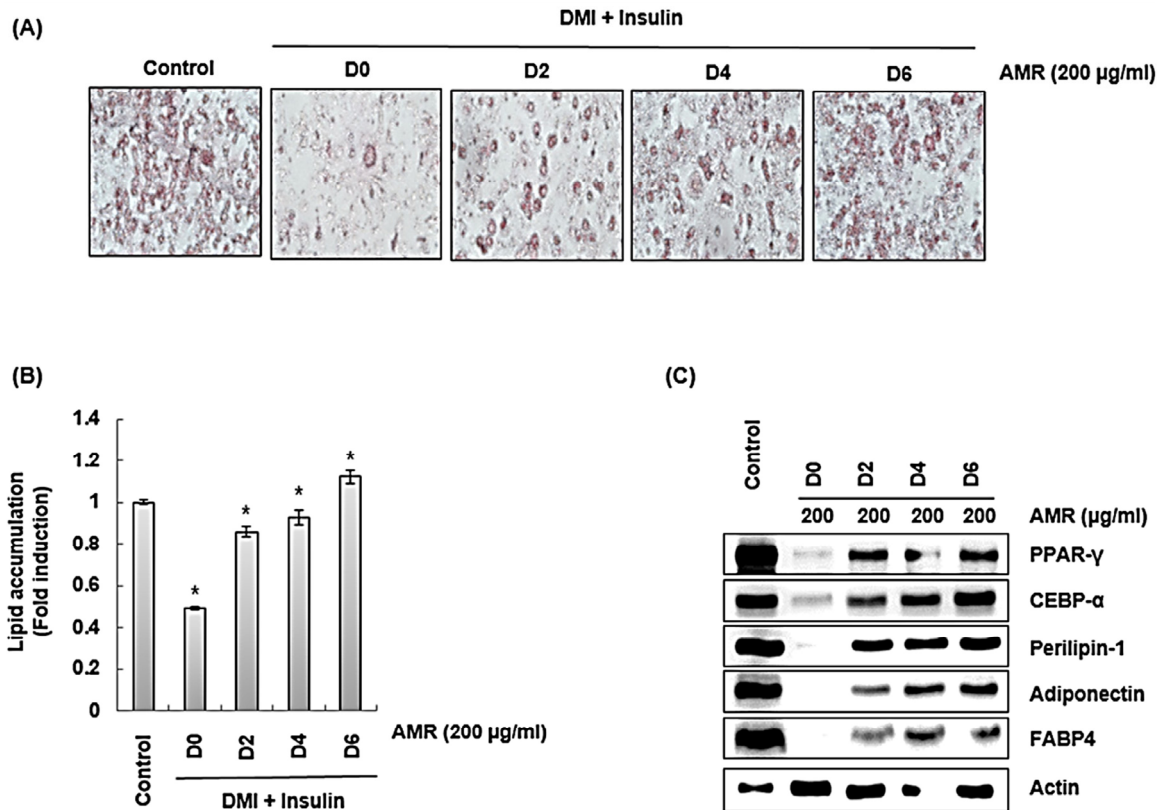 (A)
DMI + Insulin
Control D0 D2 D4 D6 AMR (200 µg/ml)
(B)
Lipid accumulation
(Fold induction)
1.4
1.2
1
0.8
0.6
0.4
0.2
0
* * * *
Control D0 D2 D4 D6
AMR (200 µg/ml)
DMI + Insulin
(C)
Control D0 D2 D4 D6
200 200 200 200 AMR (µg/ml)
PPAR-γ
CEBP-α
Perilipin-1
Adiponectin
FABP4
Actin